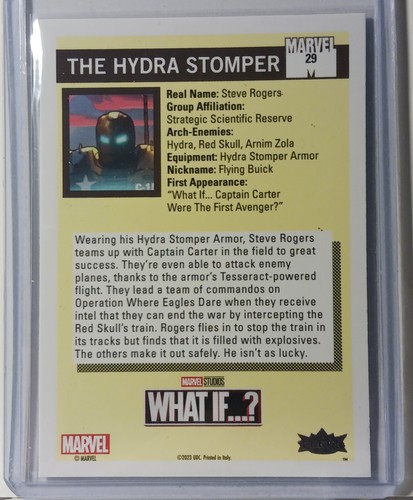 MARVEL
29
M
THE HYDRA STOMPER
Real Name: Steve Rogers
Group Affiliation:
Strategic Scientific Reserve
Arch-Enemies:
Hydra, Red Skull, Arnim Zola
Equipment: Hydra Stomper Armor
Nickname: Flying Buick
First Appearance:
"What If... Captain Carter
Were The First Avenger?"
Wearing his Hydra Stomper Armor, Steve Rogers
teams up with Captain Carter in the field to great
success. They're even able to attack enemy
planes, thanks to the armor's Tesseract-powered
flight. They lead a team of commandos on
Operation Where Eagles Dare when they receive
intel that they can end the war by intercepting the
Red Skull's train. Rogers flies in to stop the train in
its tracks but finds that it is filled with explosives.
The others make it out safely. He isn't as lucky.
MARVEL STUDIOS
WHAT IF...?
MARVEL
© MARVEL
©2023 UDC. Printed in Italy.